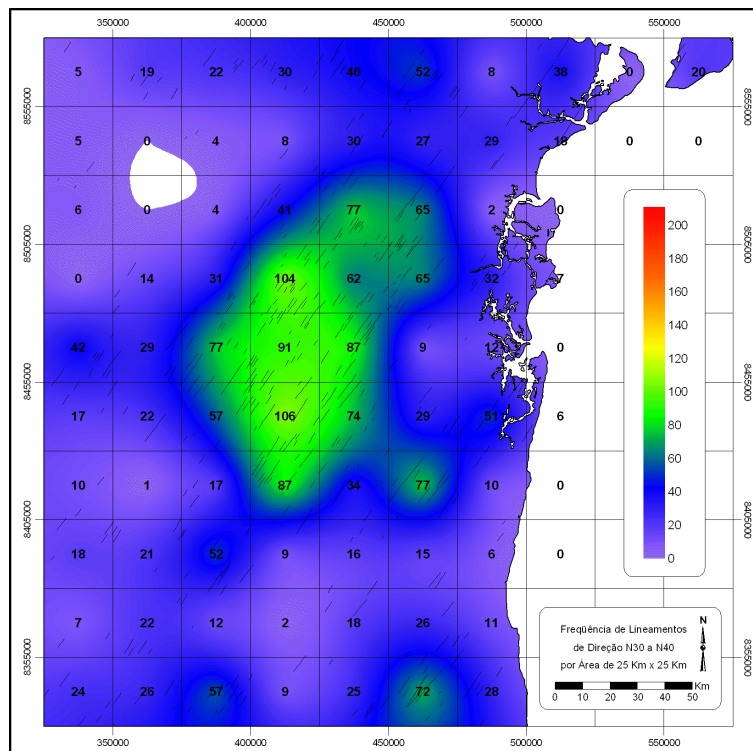 350000 400000 450000 500000 550000
5 19 22 30 40 52 8 38 0 20
8555000 8555000
5 0 4 8 30 27 29 18 0 0
6 0 4 41 77 65 2 0
8505000 8505000
0 14 31 104 62 65 32 7
42 29 77 91 87 9 12 0
8455000 8455000
17 22 57 106 74 29 51 6
10 1 17 87 34 77 10 0
8405000 8405000
18 21 52 9 16 15 6 0
7 22 12 2 18 26 11
8355000 8355000
24 26 57 9 25 72 28
350000 400000 450000 500000 550000
200
180
160
140
120
100
80
60
40
20
0
N
Freqüência de Lineamentos
de Direção N30 a N40
por Área de 25 Km x 25 Km
0 10 20 30 40 50 Km